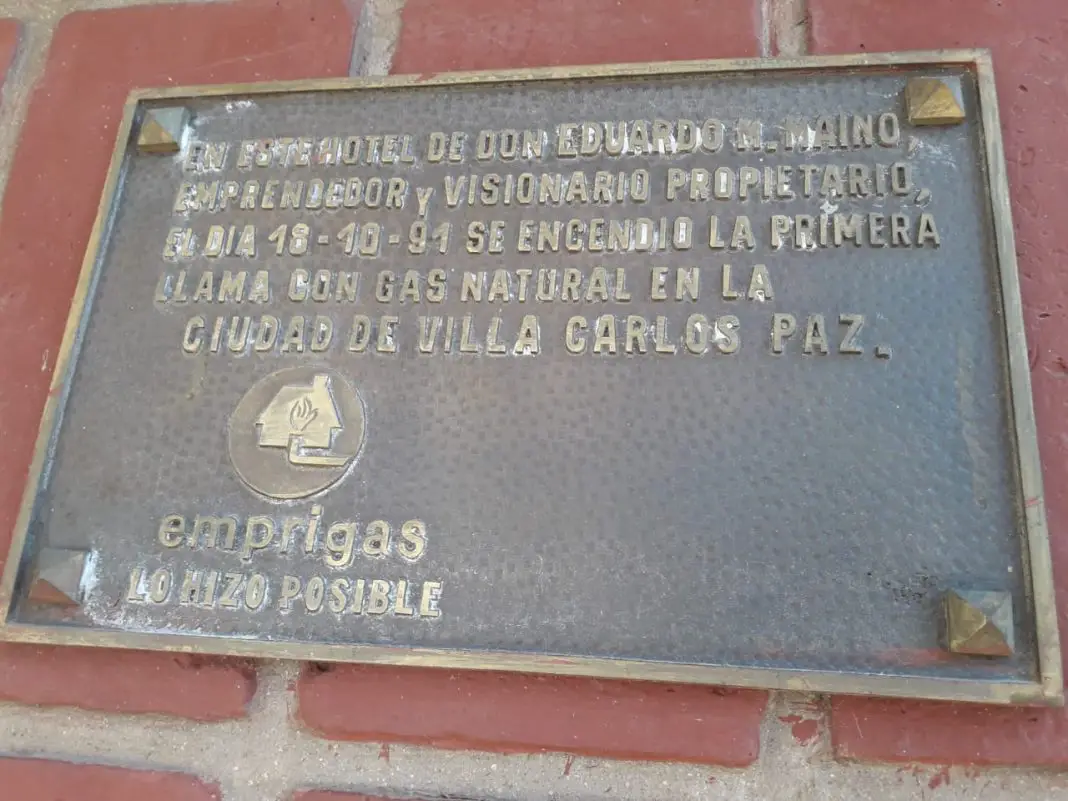 EN ESTE HOTEL DE DON EDUARDO M. MAINO,
EMPRENDEDOR y VISIONARIO PROPIETARIO,
EL DIA 18-10-91 SE ENCENDIO LA PRIMERA
LLAMA CON GAS NATURAL EN LA
CIUDAD DE VILLA CARLOS PAZ.
emprigas
LO HIZO POSIBLE